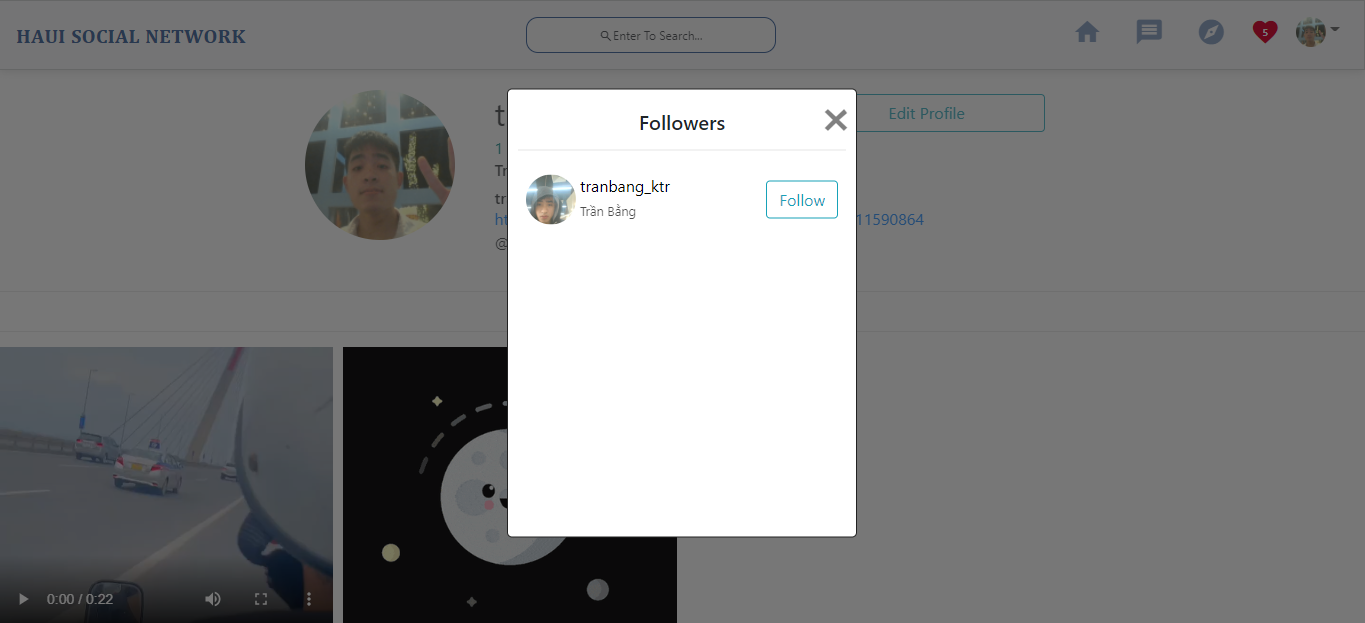 HAUI SOCIAL NETWORK
Enter To Search...
5
Followers
Edit Profile
1
tranbang_ktr
Trần Bằng
Follow
11590864
@
0:00 / 0:22